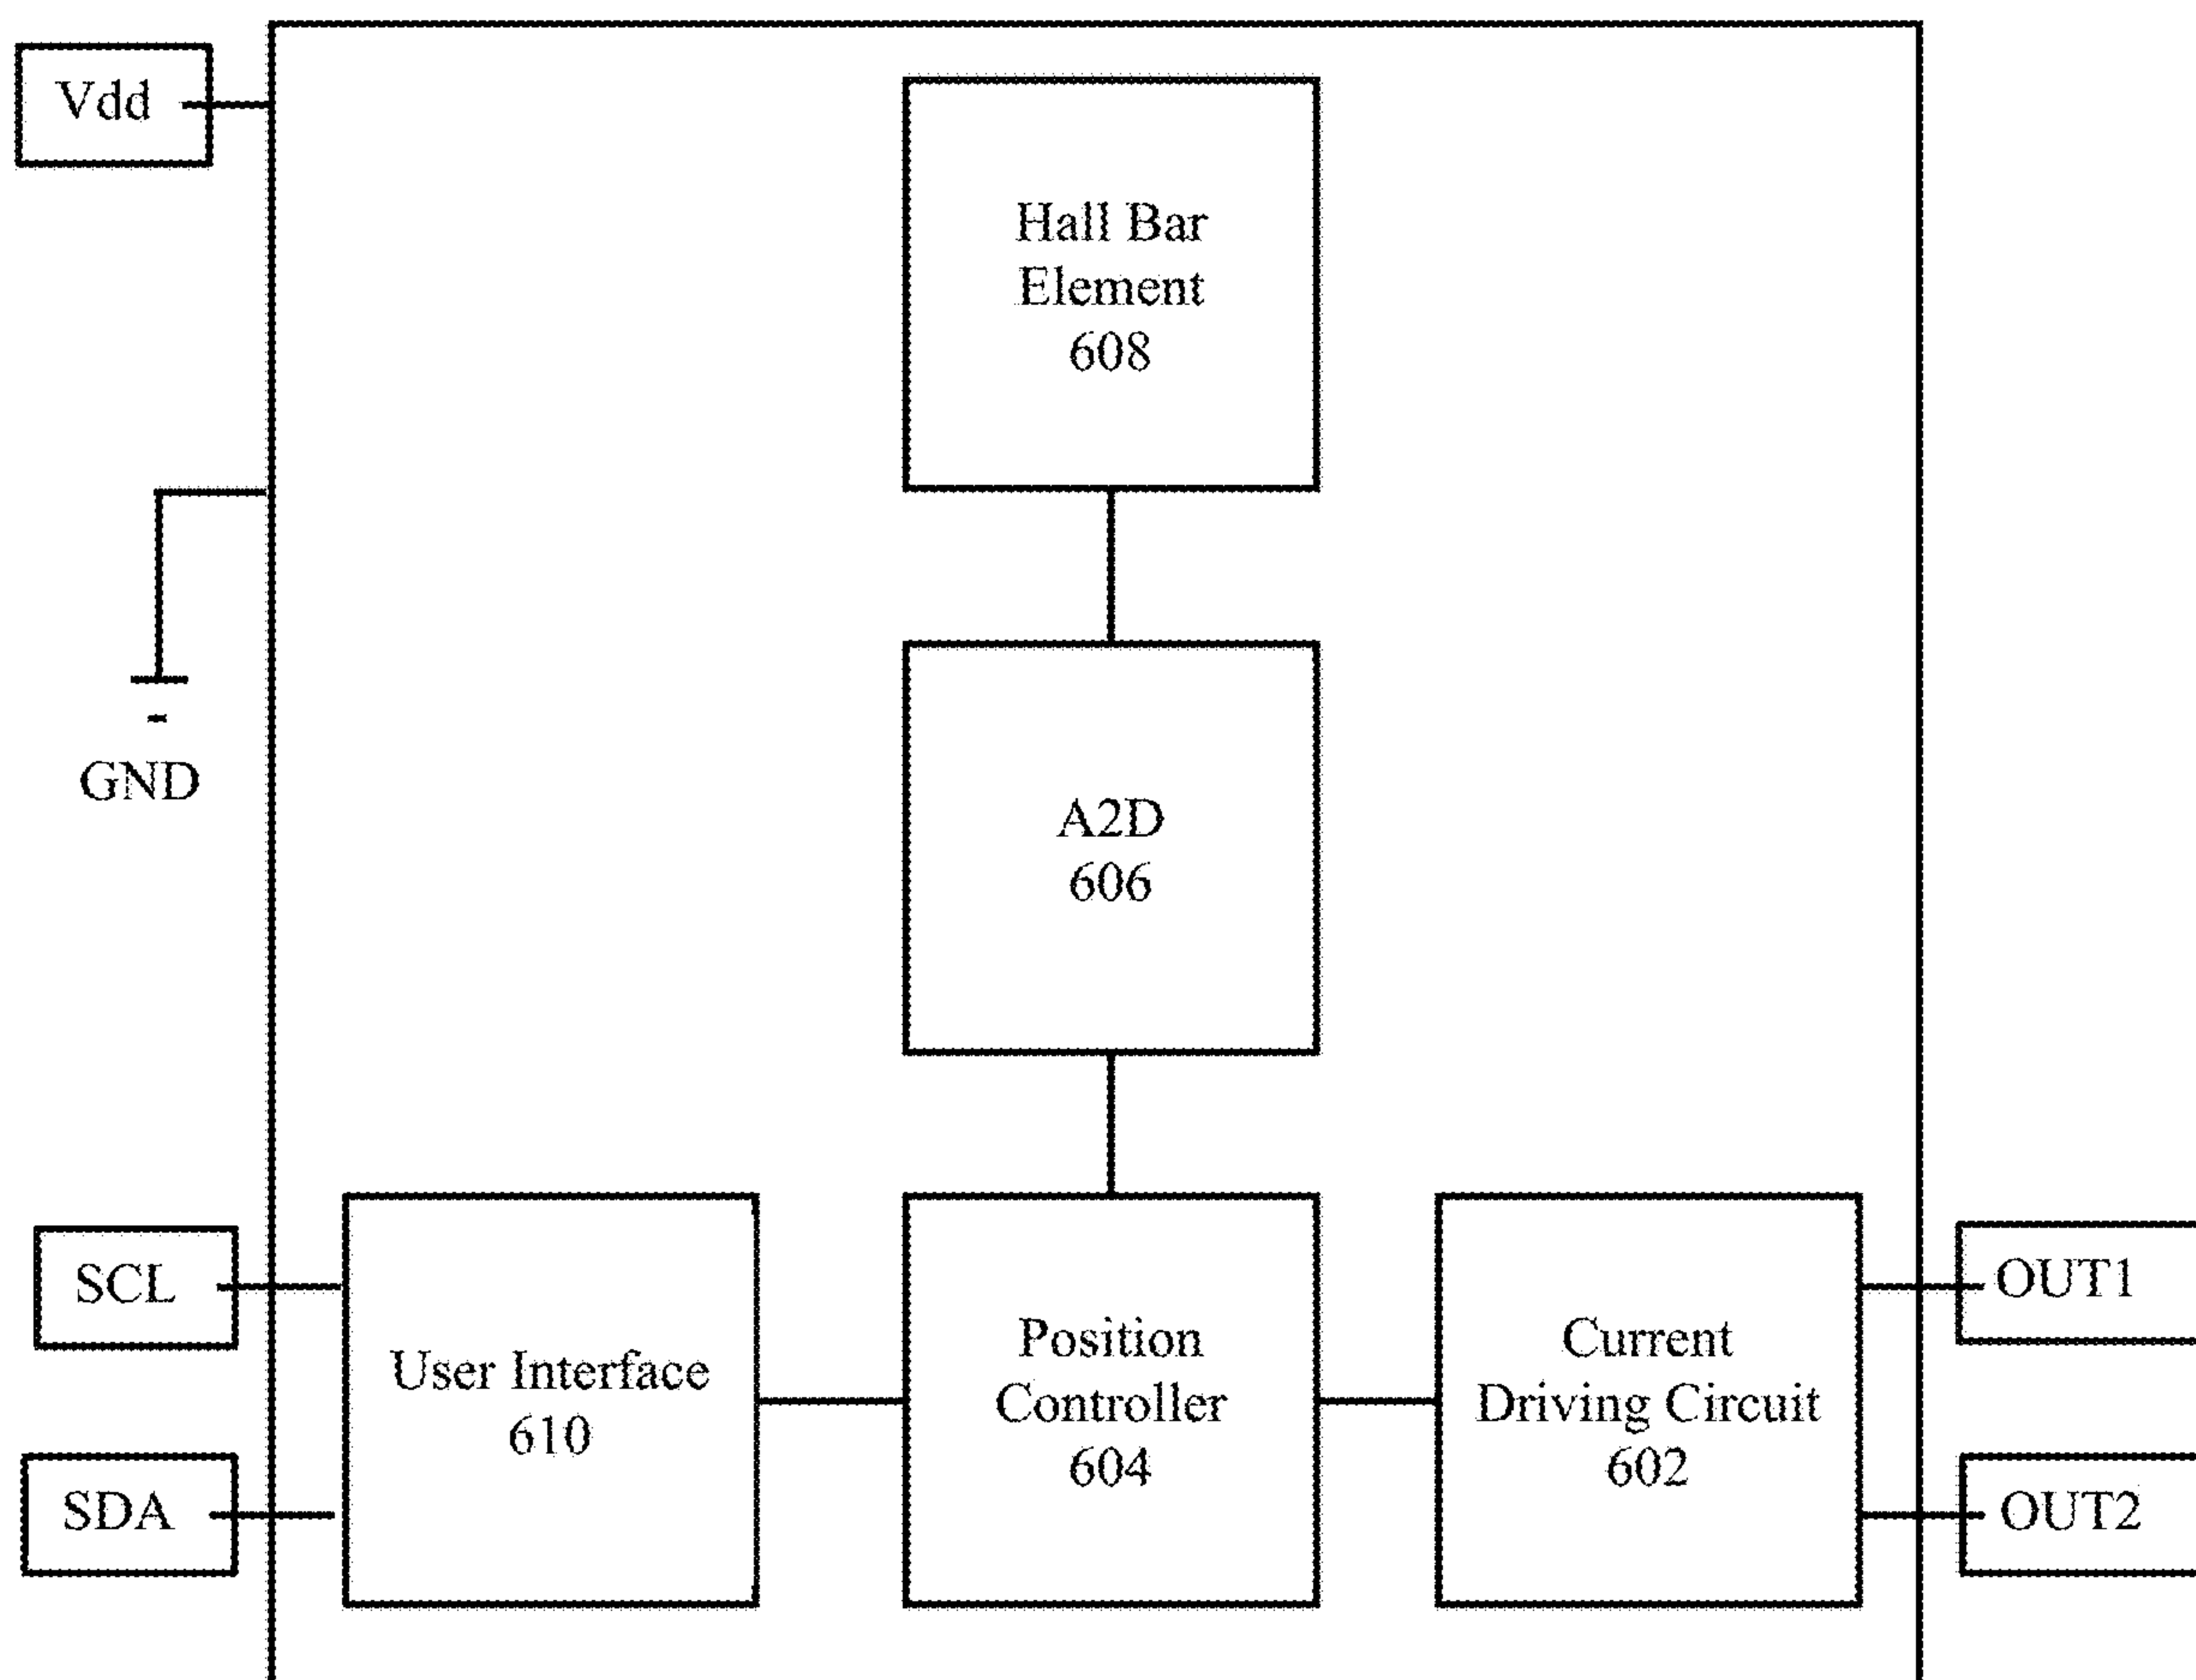 Vdd
Hall Bar
Element
608
GND
A2D
606
SCL
SDA
User Interface
610
Position
Controller
604
Current
Driving Circuit
602
OUT1
OUT2